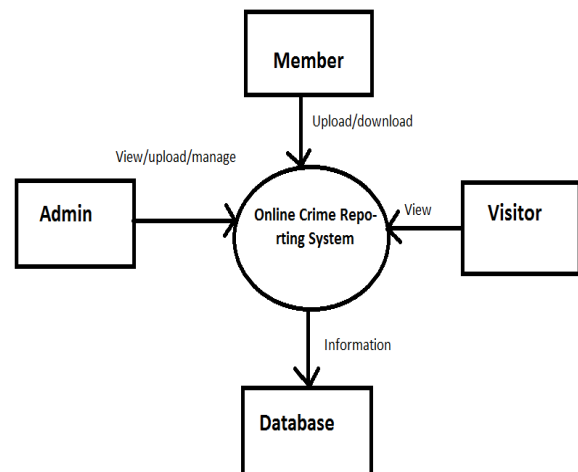 Member
Upload/download
View/upload/manage
Admin
Online Crime Repo-
rting System
View
Visitor
Information
Database